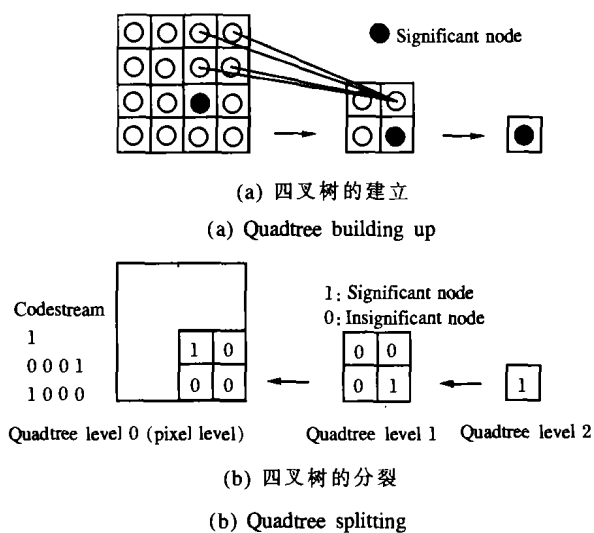 Significant node
(a) 四叉树的建立
(a) Quadtree building up
1: Significant node
0: Insignificant node
Codestream
1
0 0 0 1
1 0 0 0
1 0
0 0
0 0
0 1
1
Quadtree level 0 (pixel level)
Quadtree level 1
Quadtree level 2
(b) 四叉树的分裂
(b) Quadtree splitting